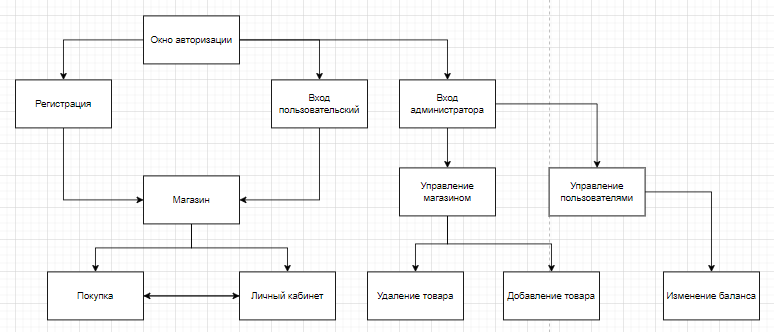 Окно авторизации
Регистрация
Вход
пользовательский
Вход
администратора
Магазин
Управление
магазином
Управление
пользователями
Покупка
Личный кабинет
Удаление товара
Добавление товара
Изменение баланса